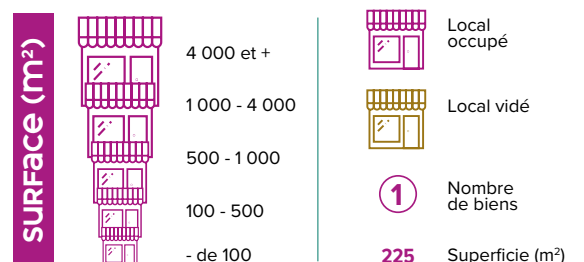 SURFACE (m²)
4 000 et +
1 000 - 4 000
500 - 1 000
100 - 500
- de 100
Local
occupé
Local vidé
1
Nombre
de biens
225
Superficie (m²)